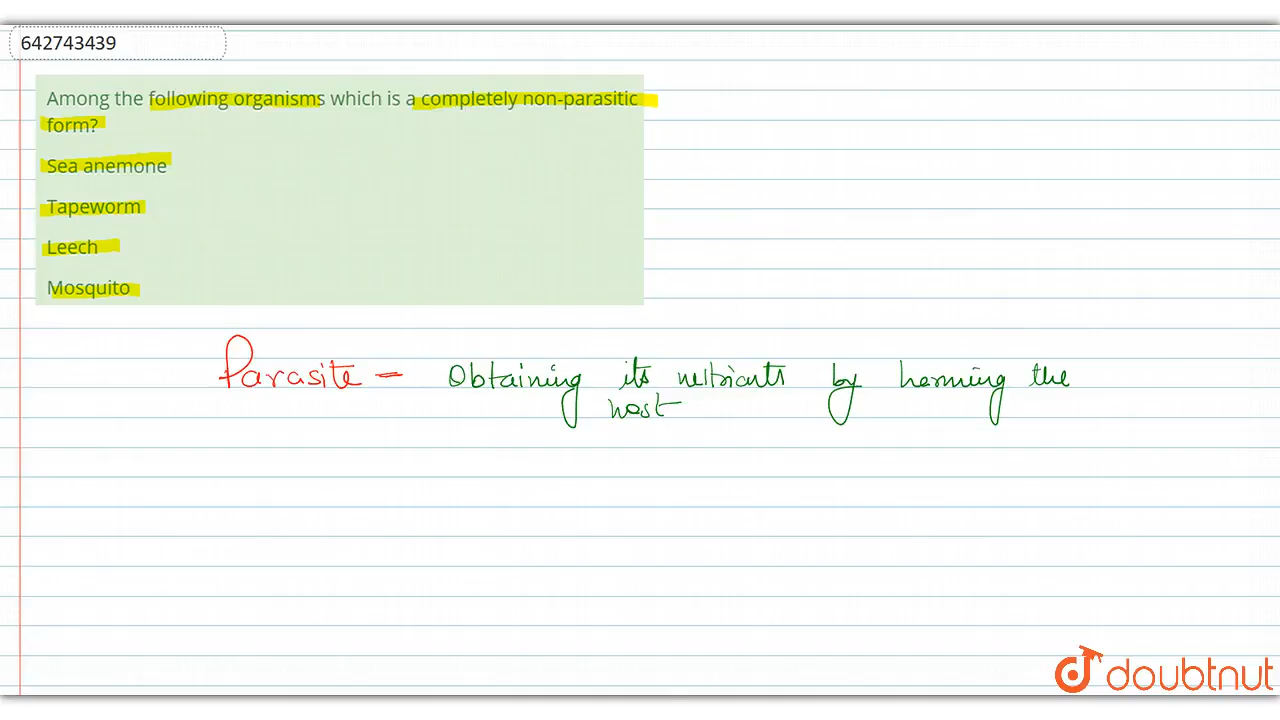 642743439
Among the following organisms which is a completely non-parasitic
form?
Sea anemone
Tapeworm
Leech
Mosquito
Parasite - Obtaining its nutrients by harming the
host
doubtnut